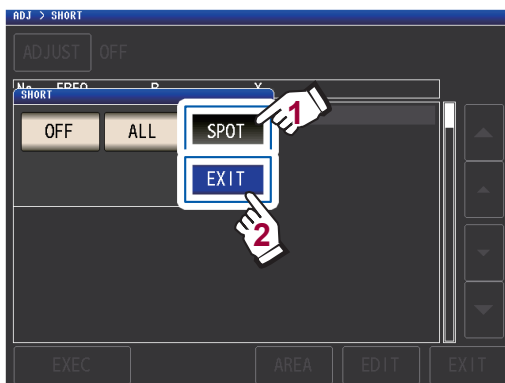 ADJ > SHORT
ADJUST OFF
No. FREQ R X
SHORT
OFF ALL SPOT
1
EXIT
2
EXEC AREA EDIT EXIT